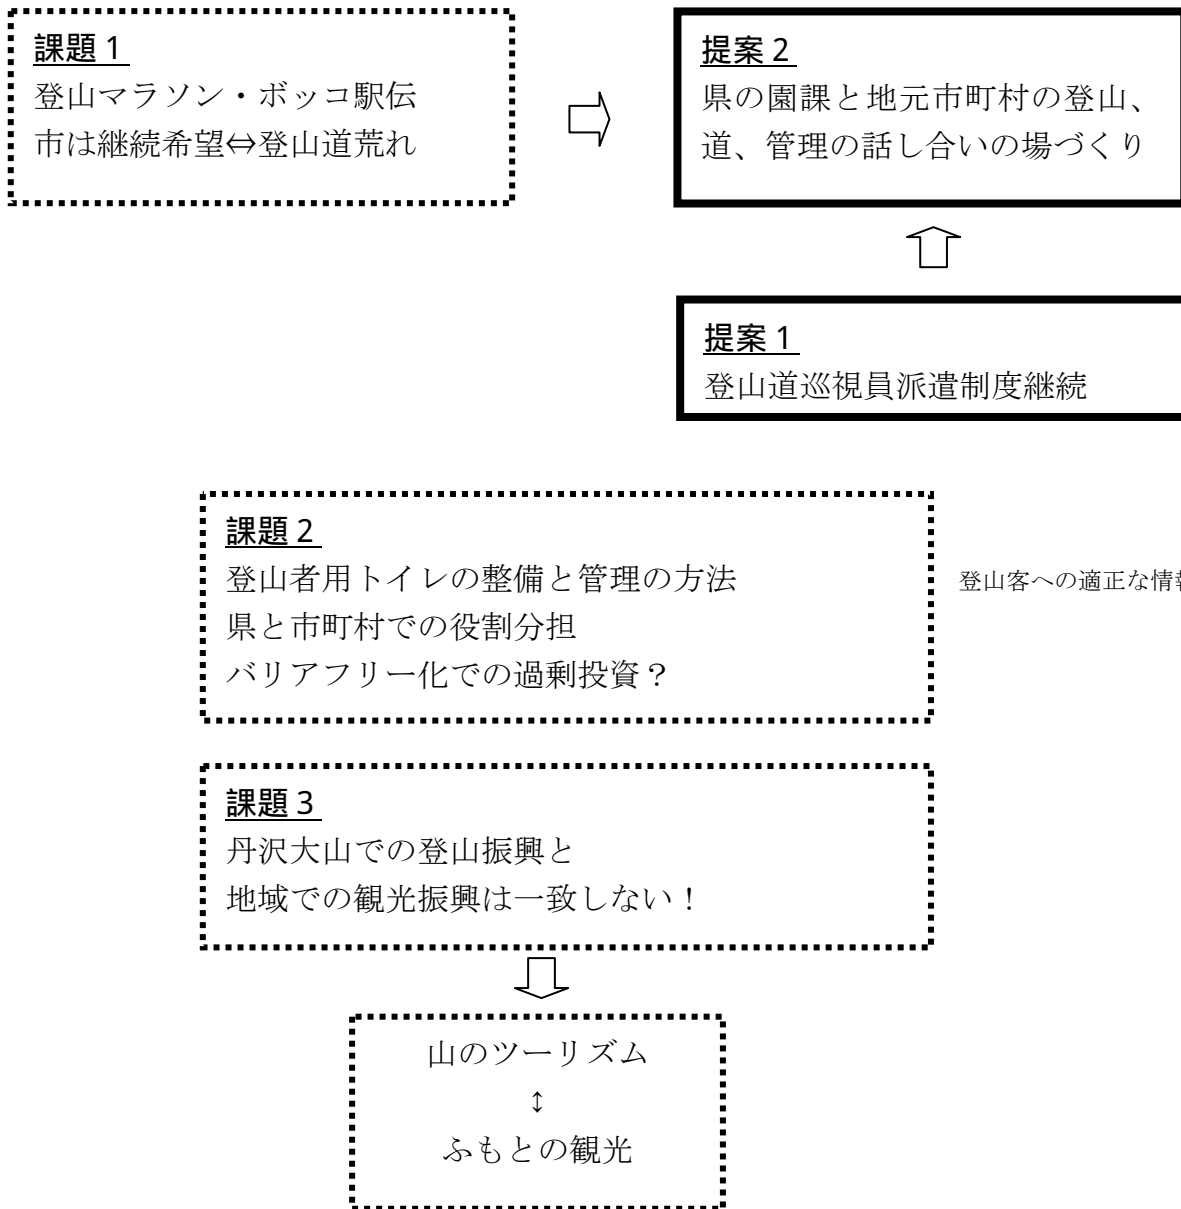 課題１
登山マラソン・ボッコ駅伝
市は継続希望⇔登山道荒れ
提案２
県の園課と地元市町村の登山、
道、管理の話し合いの場づくり
提案１
登山道巡視員派遣制度継続
課題２
登山者用トイレの整備と管理の方法
県と市町村での役割分担
バリアフリー化での過剰投資？
登山客への適正な情報
課題３
丹沢大山での登山振興と
地域での観光振興は一致しない！
山のツーリズム
↕
ふもとの観光